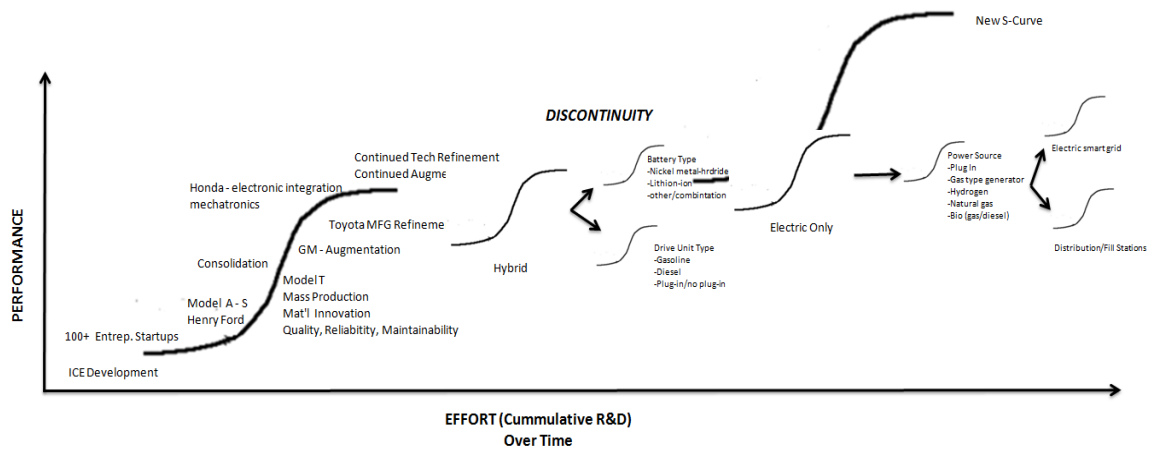 New S-Curve
DISCONTINUITY
Continued Tech Refinement
Continued Augme
Honda - electronic integration
mechatronics
Toyota MFG Refineme
GM - Augmentation
Consolidation
Model T
Mass Production
Mat'l Innovation
Quality, Reliability, Maintainability
Model A - S
Henry Ford
100+ Entrep. Startups
ICE Development
Hybrid
Battery Type
-Nickel metal-hrdride
-Lithion-ion
-other/combintation
Drive Unit Type
-Gasoline
-Diesel
-Plug-in/no plug-in
Electric Only
Power Source
-Plug In
-Gas type generator
-Hydrogen
-Natural gas
-Bio (gas/diesel)
Electric smart grid
Distribution/Fill Stations
PERFORMANCE
EFFORT (Cummulative R&D)
Over Time